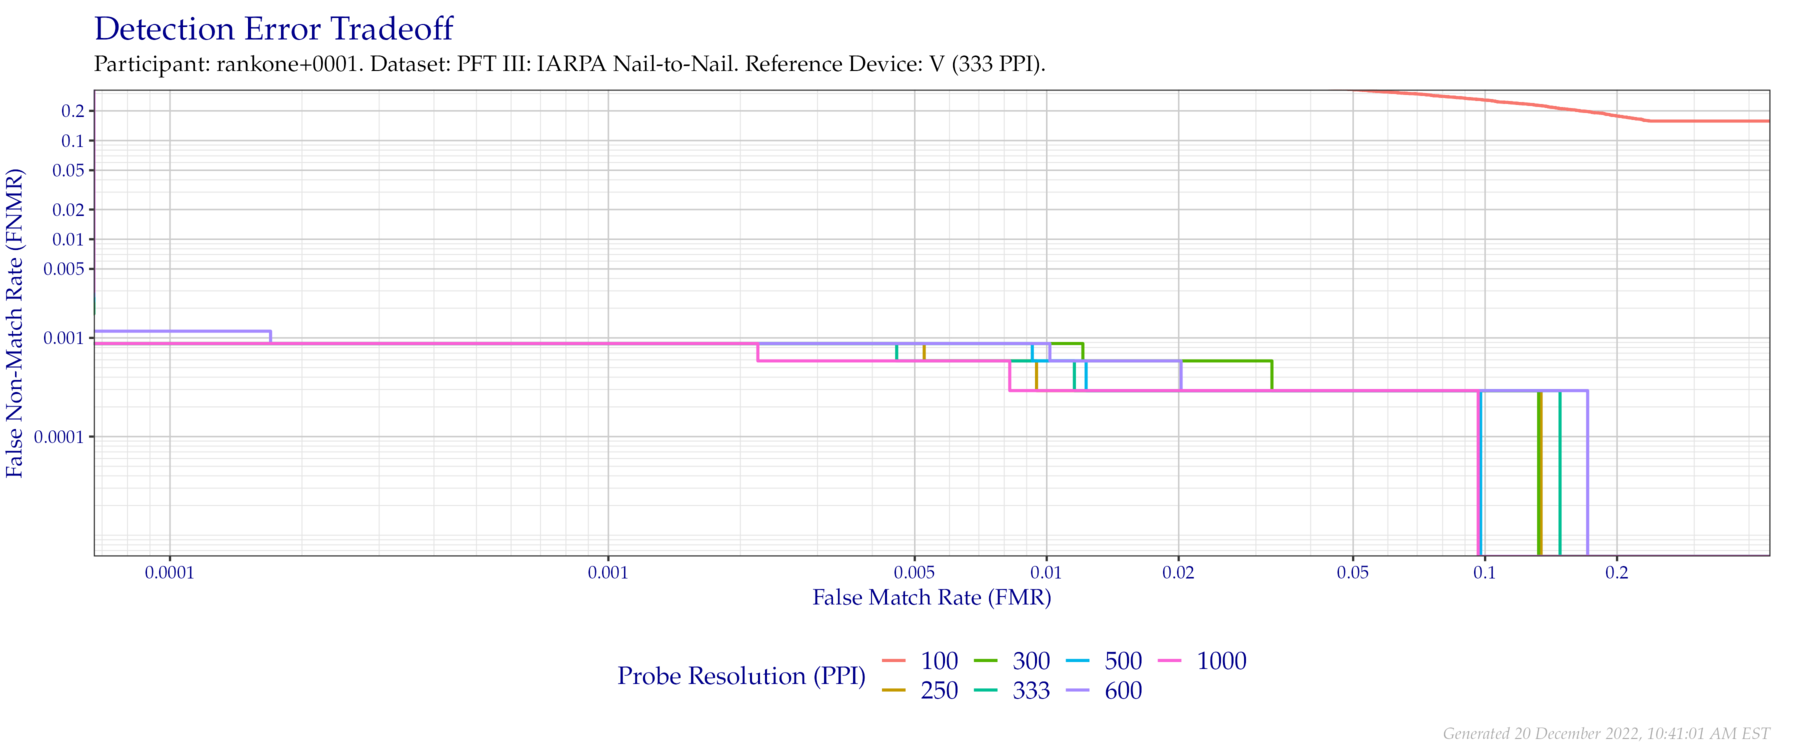 Detection Error Tradeoff
Participant: rankone+0001. Dataset: PFT III: IARPA Nail-to-Nail. Reference Device: V (333 PPI).
False Non-Match Rate (FNMR)
0.2
0.1
0.05
0.02
0.01
0.005
0.001
0.0001
0.0001 0.001 0.005 0.01 0.02 0.05 0.1 0.2
False Match Rate (FMR)
Probe Resolution (PPI)
100 300 500 1000
250 333 600
Generated 20 December 2022, 10:41:01 AM EST